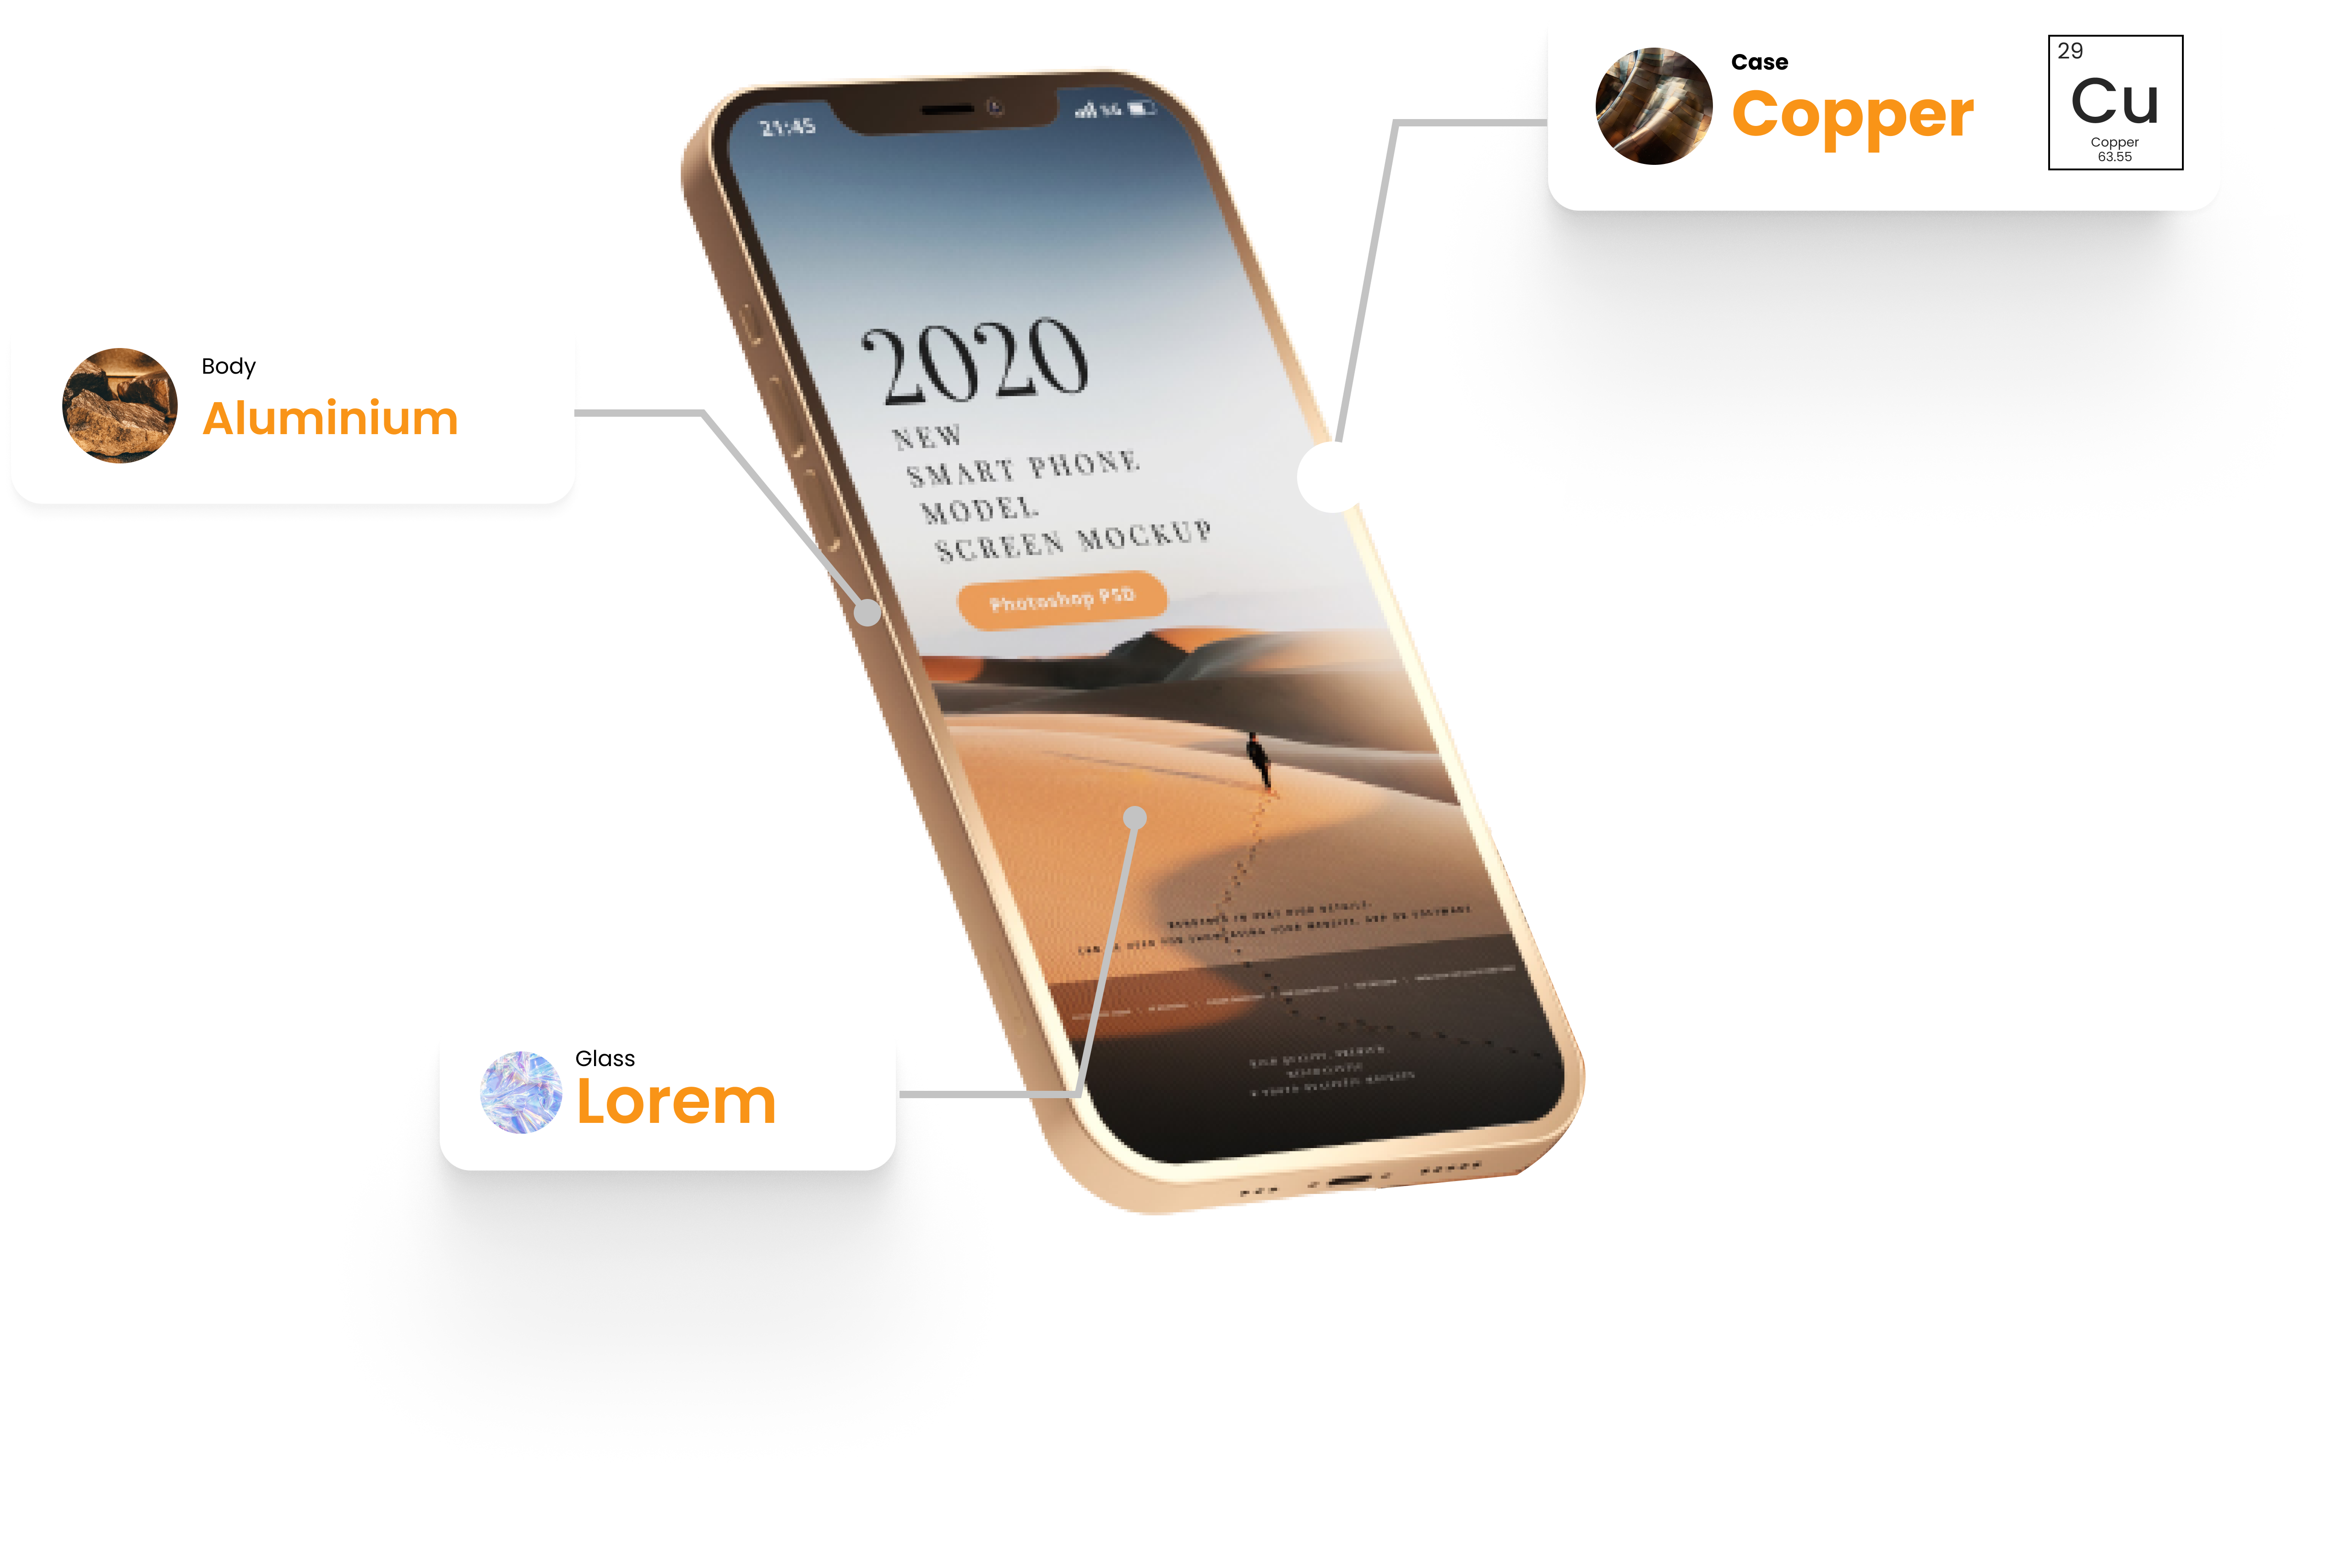 Case
Copper
29
Cu
Copper
63.55
21:45
5G
2020
NEW
SMART PHONE
MODEL
SCREEN MOCKUP
Photoshop PSD
Body
Aluminium
Glass
Lorem